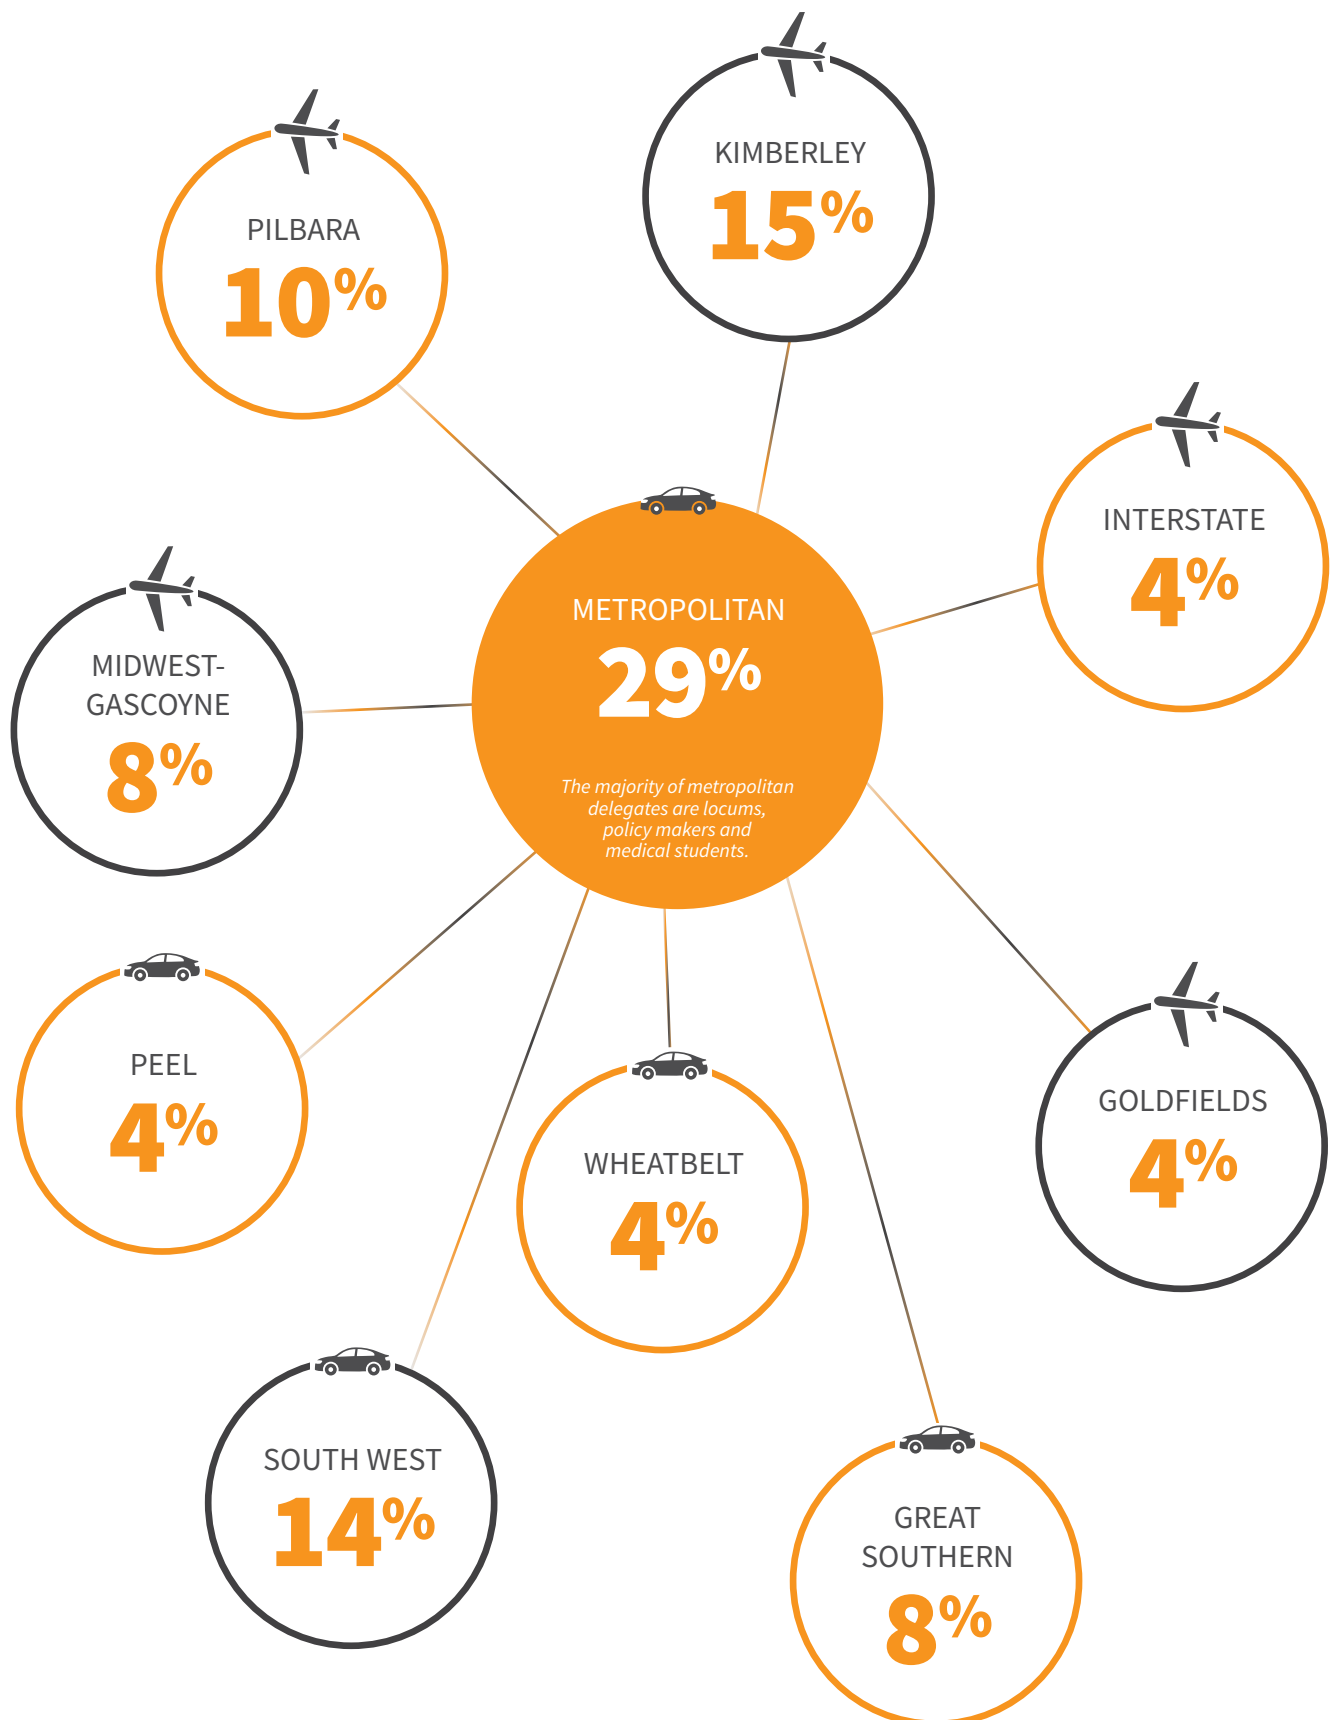 KIMBERLEY
15%
PILBARA
10%
INTERSTATE
4%
METROPOLITAN
29%
The majority of metropolitan
delegates are locums,
policy makers and
medical students.
MIDWEST-
GASCOYNE
8%
PEEL
4%
WHEATBELT
4%
GOLDFIELDS
4%
SOUTH WEST
14%
GREAT
SOUTHERN
8%